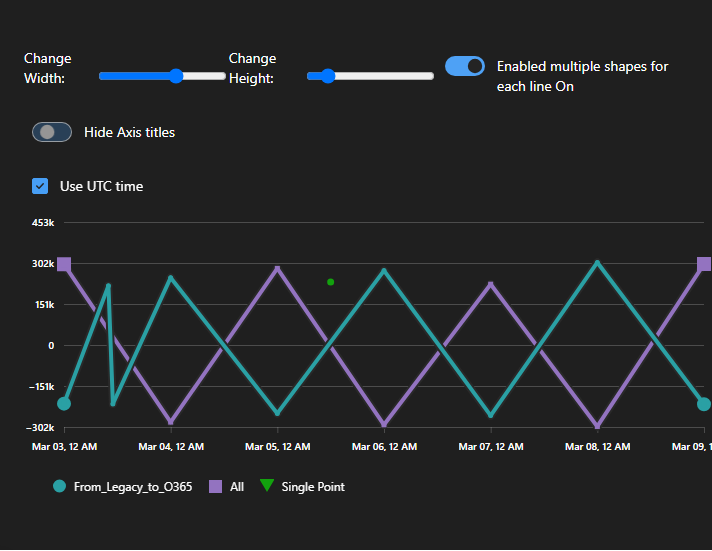 Change
Width:
Change
Height:
Enabled multiple shapes for
each line On
Hide Axis titles
Use UTC time
453k
302k
151k
0
−151k
−302k
Mar 03, 12 AM Mar 04, 12 AM Mar 05, 12 AM Mar 06, 12 AM Mar 07, 12 AM Mar 08, 12 AM Mar 09, 1
From_Legacy_to_O365 All Single Point